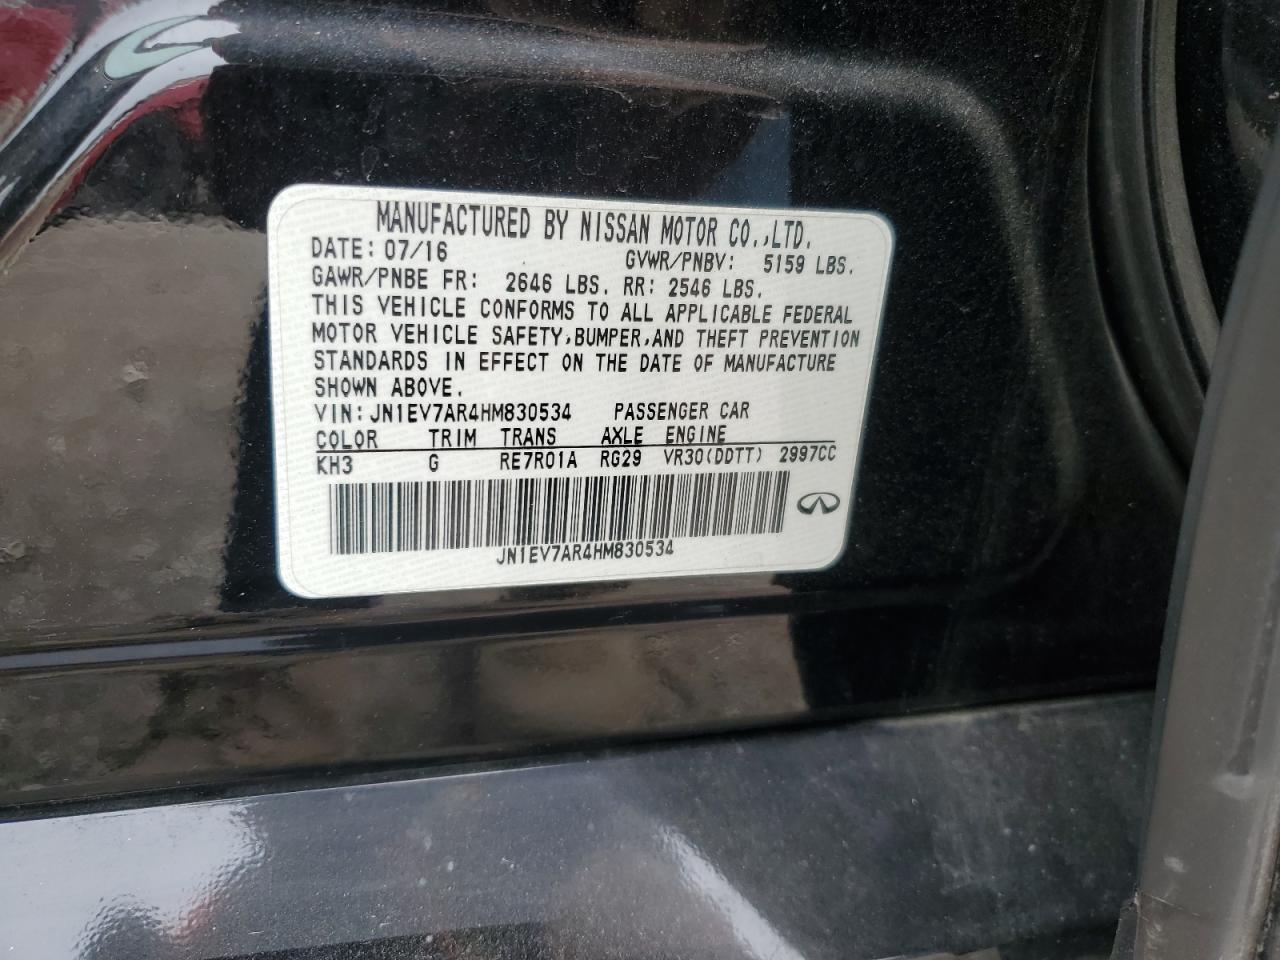 MANUFACTURED BY NISSAN MOTOR CO.,LTD.
DATE: 07/16 GVWR/PNBV: 5159 LBS.
GAWR/PNBE FR: 2646 LBS. RR: 2546 LBS.
THIS VEHICLE CONFORMS TO ALL APPLICABLE FEDERAL
MOTOR VEHICLE SAFETY,BUMPER,AND THEFT PREVENTION
STANDARDS IN EFFECT ON THE DATE OF MANUFACTURE
SHOWN ABOVE.
VIN:JN1EV7AR4HM830534 PASSENGER CAR
COLOR TRIM TRANS AXLE ENGINE
KH3 G RE7R01A RG29 VR30(DDTT) 2997CC
JN1EV7AR4HM830534